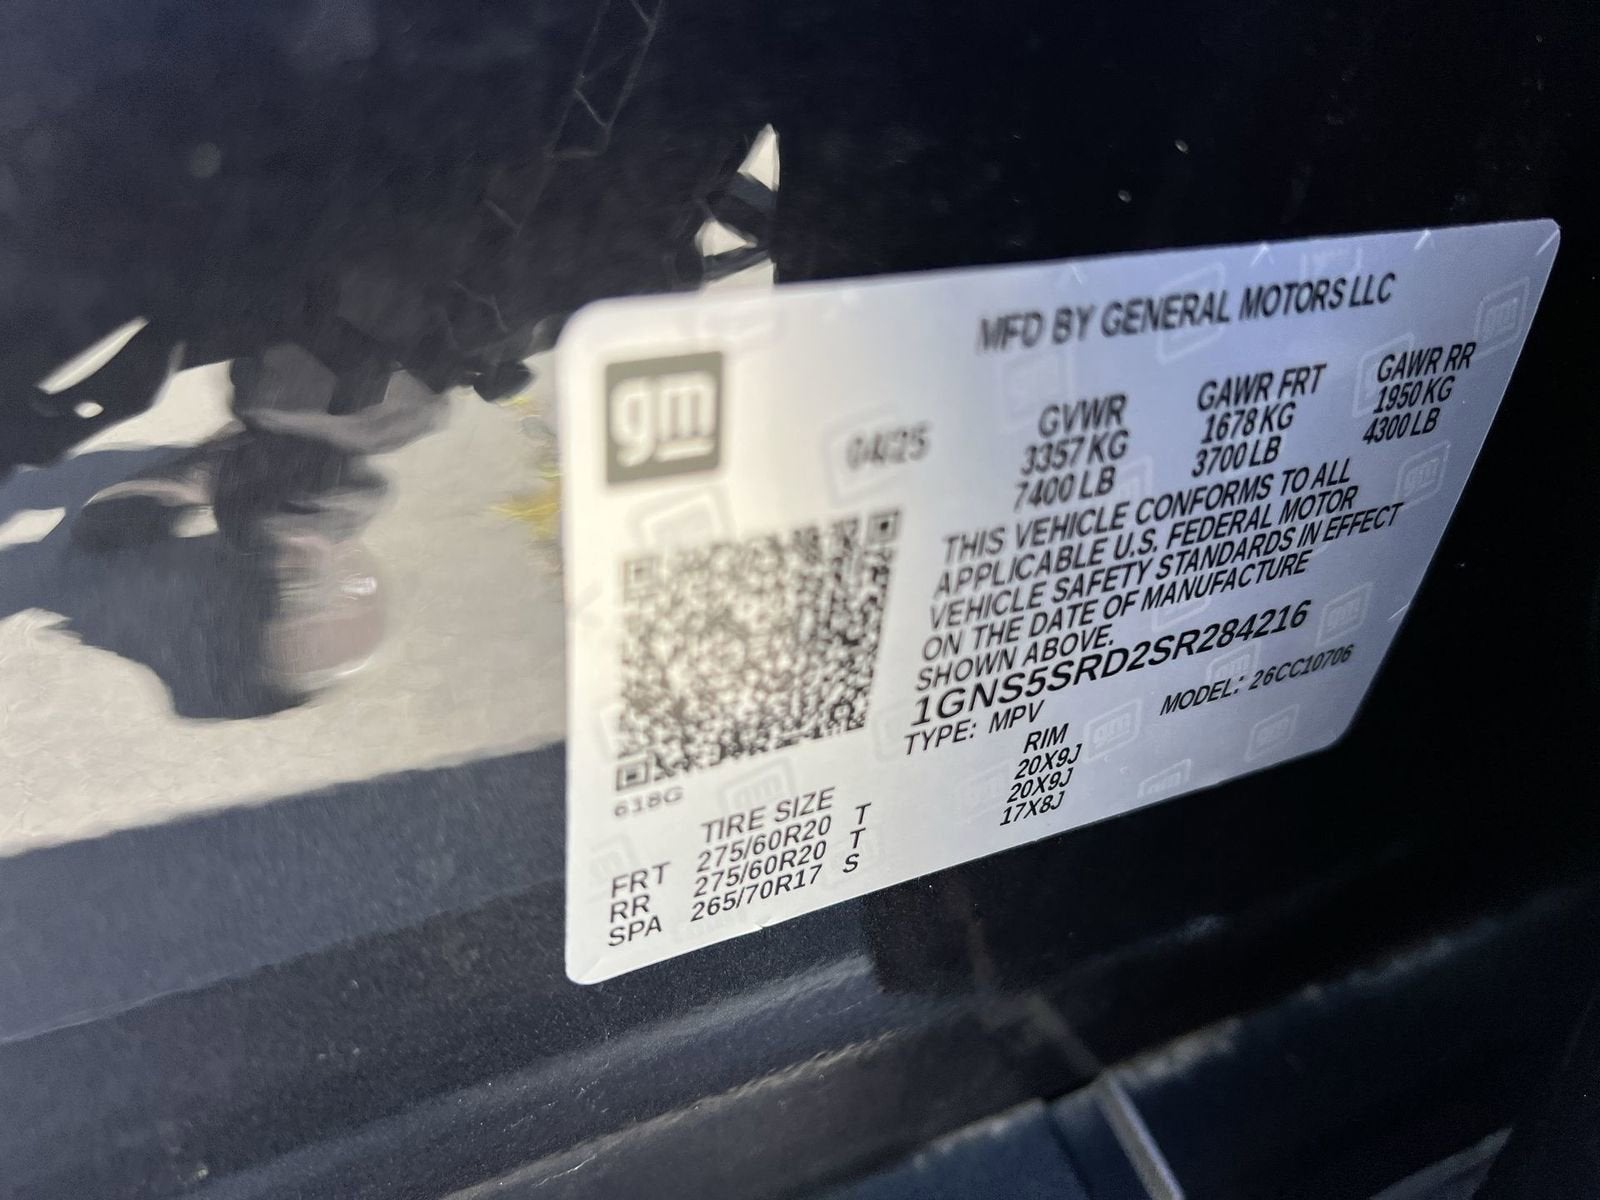 MFD BY GENERAL MOTORS LLC
gm
04/25
GVWR GAWR FRT GAWR RR
3357 KG 1678 KG 1950 KG
7400 LB 3700 LB 4300 LB
THIS VEHICLE CONFORMS TO ALL
APPLICABLE U.S. FEDERAL MOTOR
VEHICLE SAFETY STANDARDS IN EFFECT
ON THE DATE OF MANUFACTURE
SHOWN ABOVE.
1GNS5SRD2SR284216
TYPE: MPV MODEL: 26CC10706
618G
TIRE SIZE RIM
FRT 275/60R20 T 20X9J
RR 275/60R20 T 20X9J
SPA 265/70R17 S 17X8J